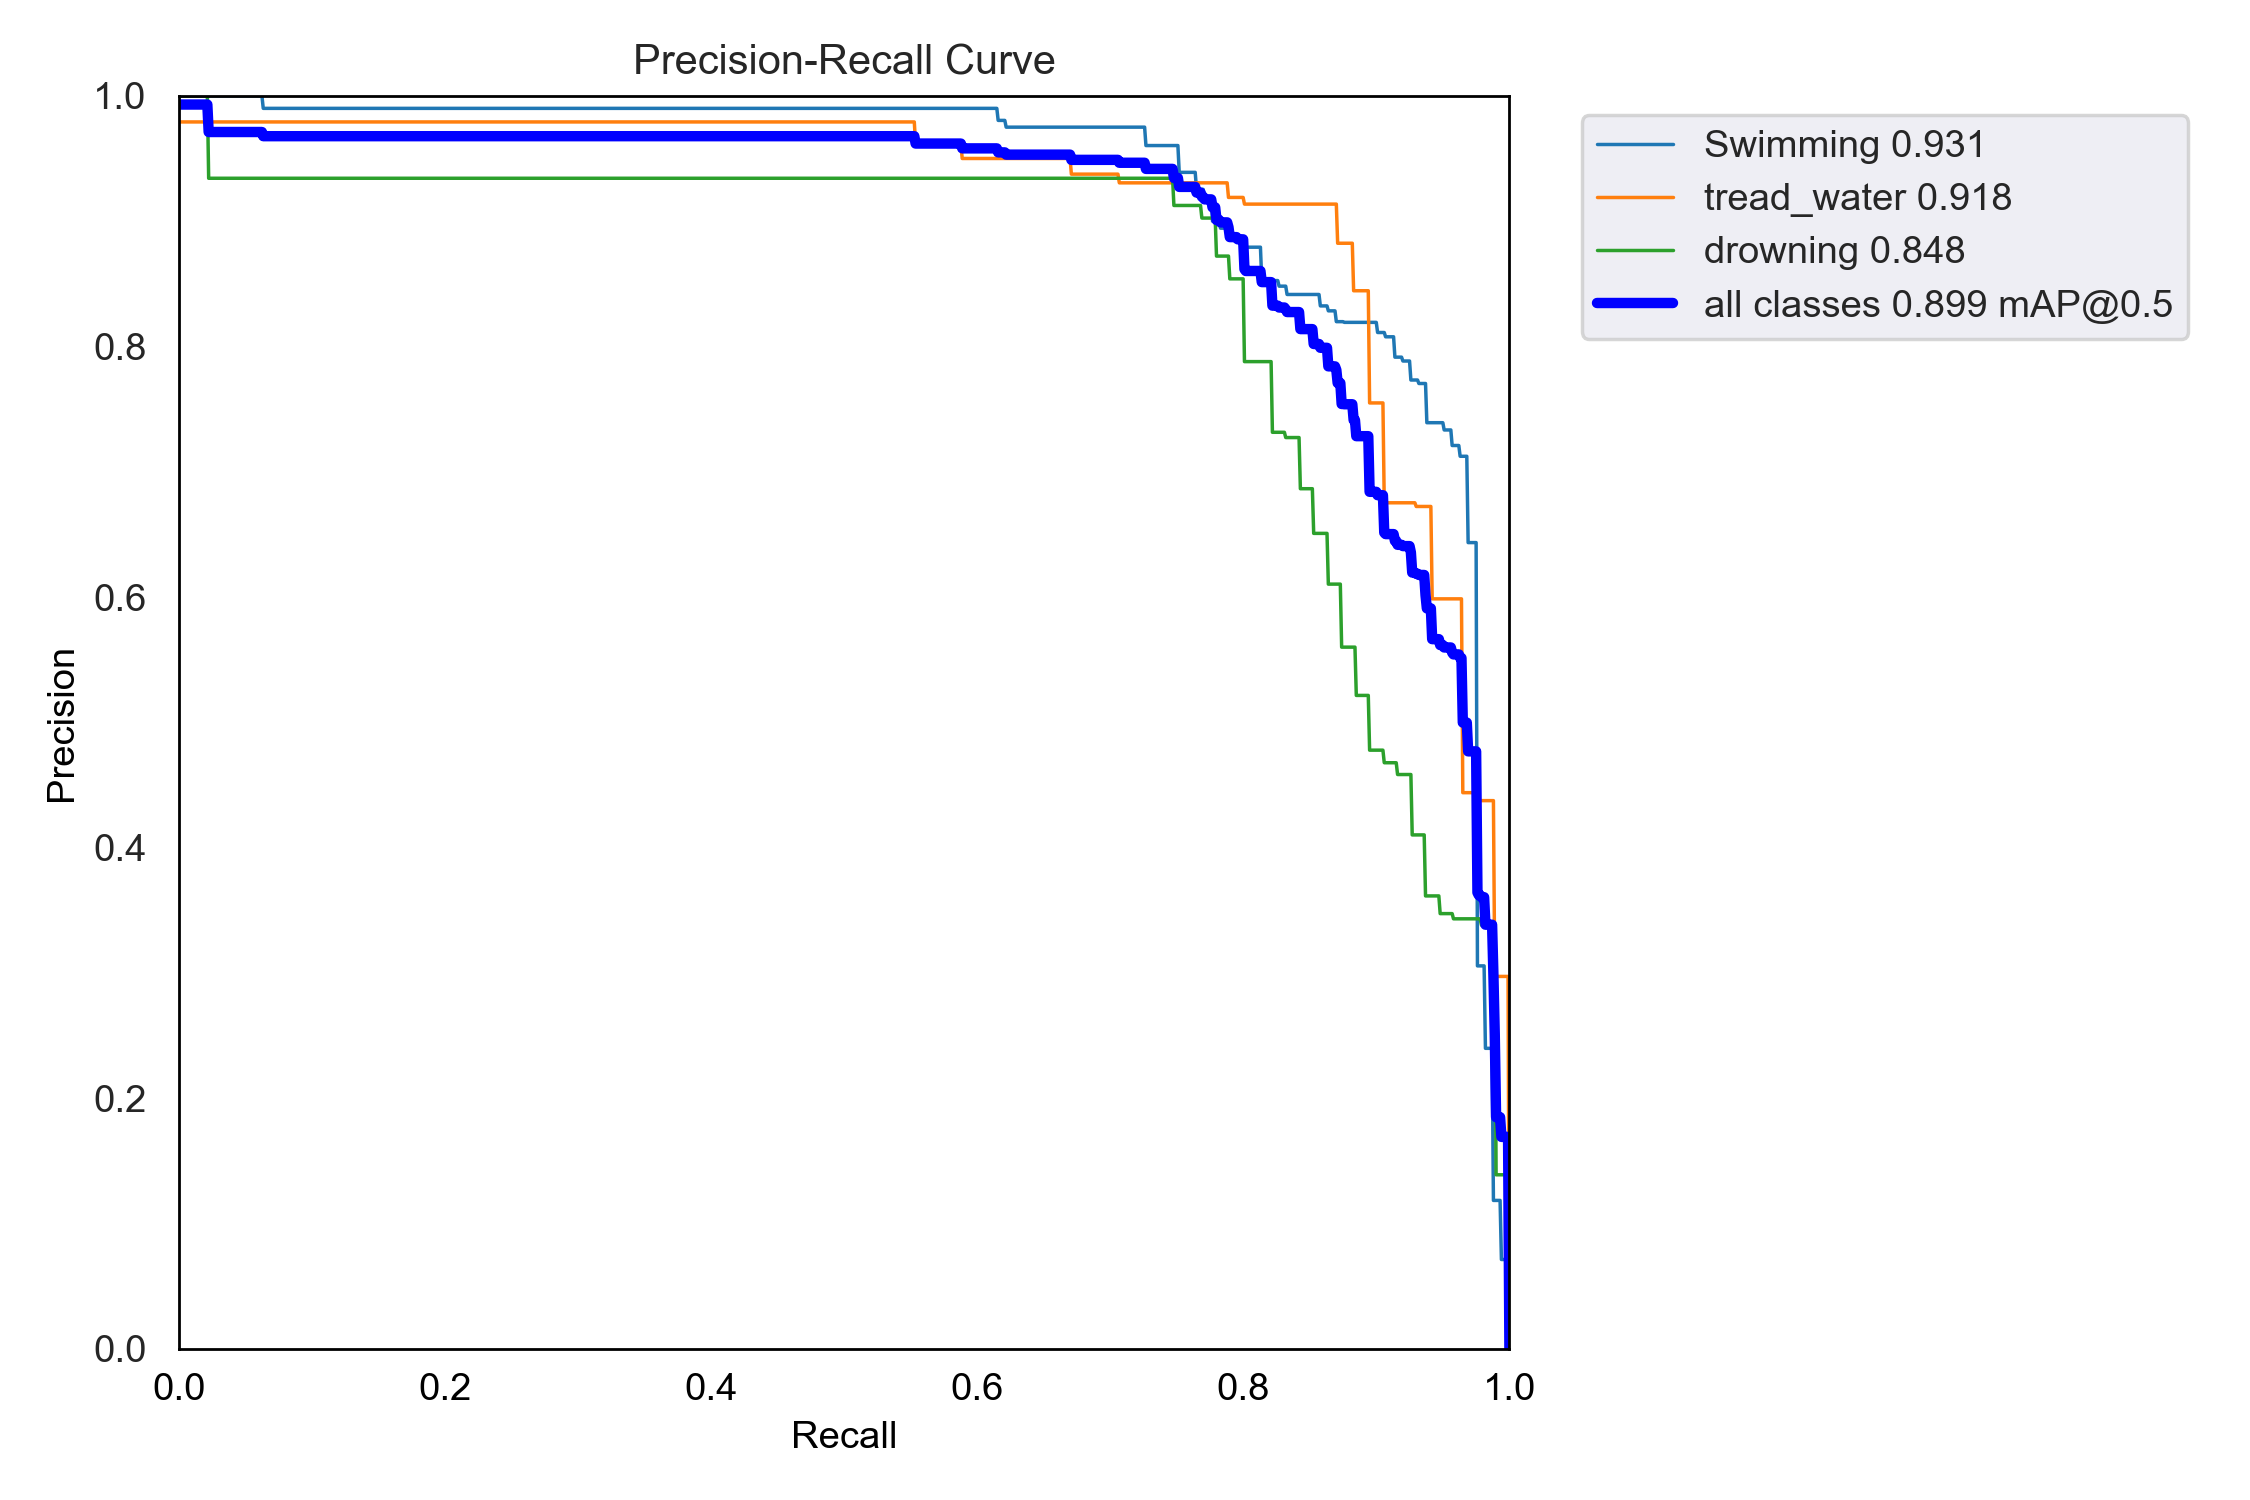 Precision-Recall Curve
1.0
0.8
0.6
0.4
0.2
0.0
Precision
0.0 0.2 0.4 0.6 0.8 1.0
Recall
Swimming 0.931
tread_water 0.918
drowning 0.848
all classes 0.899 mAP@0.5